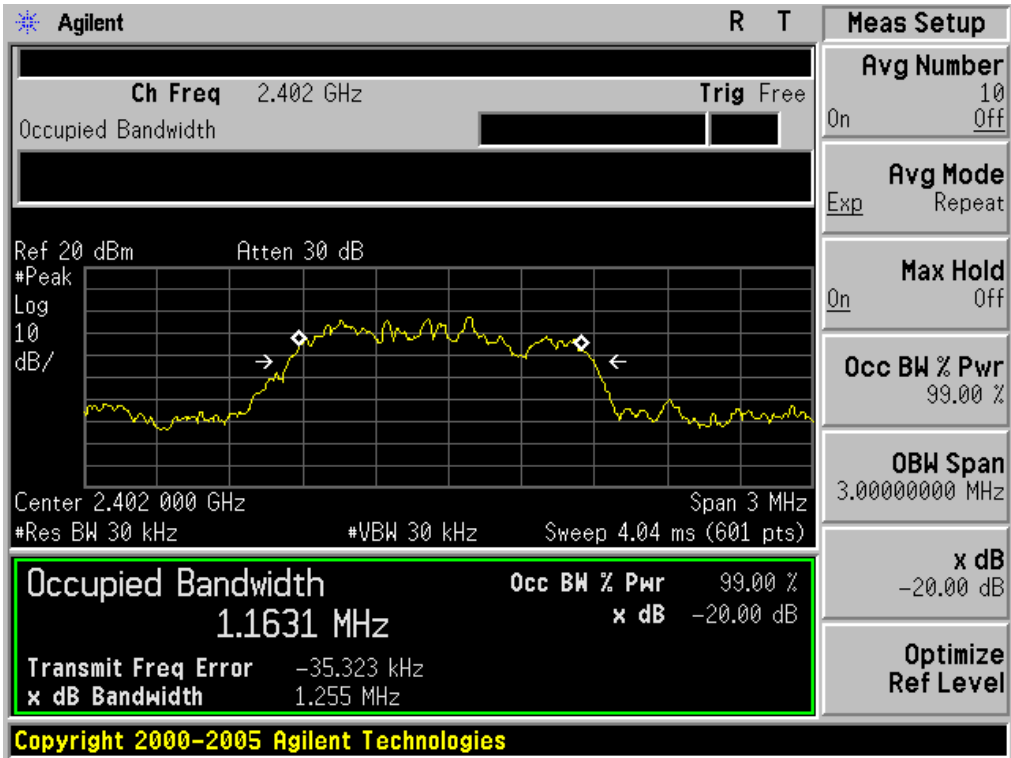 Agilent R T
Ch Freq 2.402 GHz Trig Free
Occupied Bandwidth
Ref 20 dBm Atten 30 dB
#Peak
Log
10
dB/
Center 2.402 000 GHz Span 3 MHz
#Res BW 30 kHz #VBW 30 kHz Sweep 4.04 ms (601 pts)
Occupied Bandwidth Occ BW % Pwr 99.00 %
1.1631 MHz x dB -20.00 dB
Transmit Freq Error -35.323 kHz
x dB Bandwidth 1.255 MHz
Copyright 2000-2005 Agilent Technologies
Meas Setup
Avg Number
10
On Off
Avg Mode
Exp Repeat
Max Hold
On Off
Occ BW % Pwr
99.00 %
OBW Span
3.00000000 MHz
x dB
-20.00 dB
Optimize
Ref Level